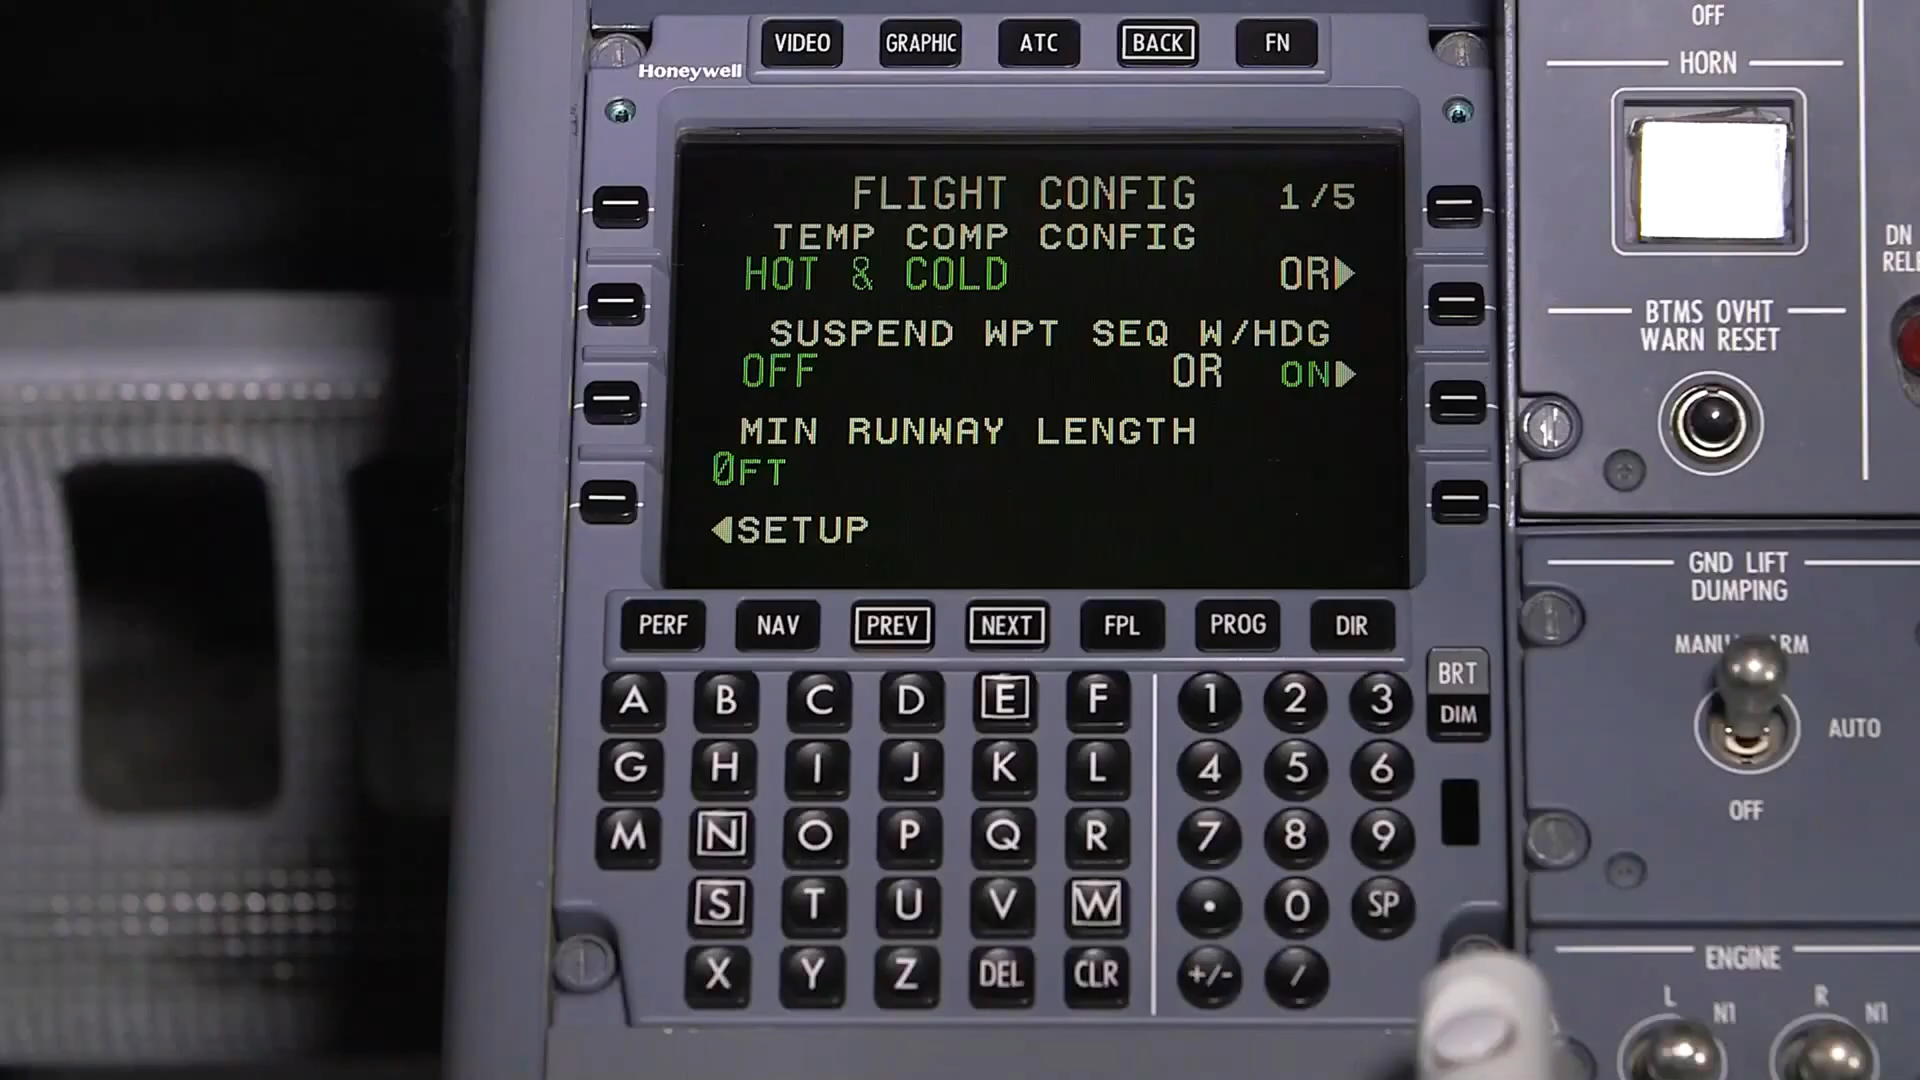 VIDEO GRAPHIC ATC BACK FN
Honeywell
FLIGHT CONFIG 1/5
TEMP COMP CONFIG
HOT & COLD OR▶
SUSPEND WPT SEQ W/HDG
OFF OR ON▶
MIN RUNWAY LENGTH
0FT
◀SETUP
PERF NAV PREV NEXT FPL PROG DIR
A B C D E F 1 2 3
G H I J K L 4 5 6
M N O P Q R 7 8 9
S T U V W • 0 SP
X Y Z DEL CLR +/- /
BRT
DIM
OFF
HORN
DN
BTMS OVHT
WARN RESET
GND LIFT
DUMPING
AUTO
OFF
ENGINE
L R
N1 N1